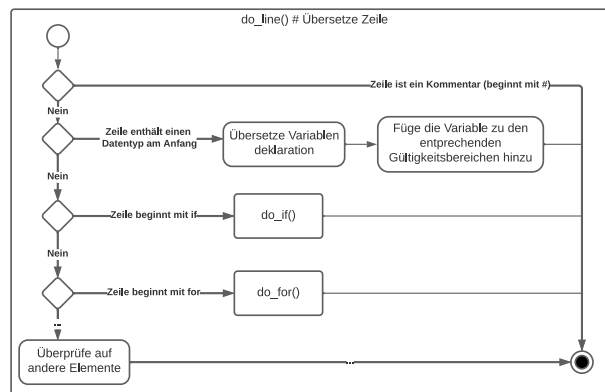 do_line() # Übersetze Zeile
Zeile ist ein Kommentar (beginnt mit #)
Nein
Zeile enthält einen
Datentyp am Anfang
Übersetze Variablen
deklaration
Füge die Variable zu den
entprechenden
Gültigkeitsbereichen hinzu
Nein
Zeile beginnt mit if
do_if()
Nein
Zeile beginnt mit for
do_for()
...
Überprüfe auf
andere Elemente
...